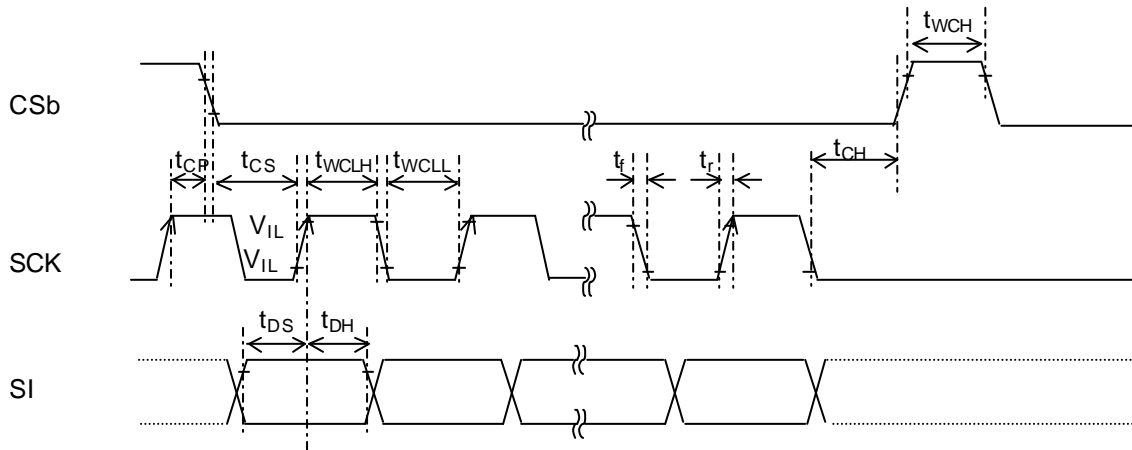 tWCH
CSb
tCH
tCP tCS tWCLH tWCLL tf tr
VIL
SCK
VIL
tDS tDH
SI